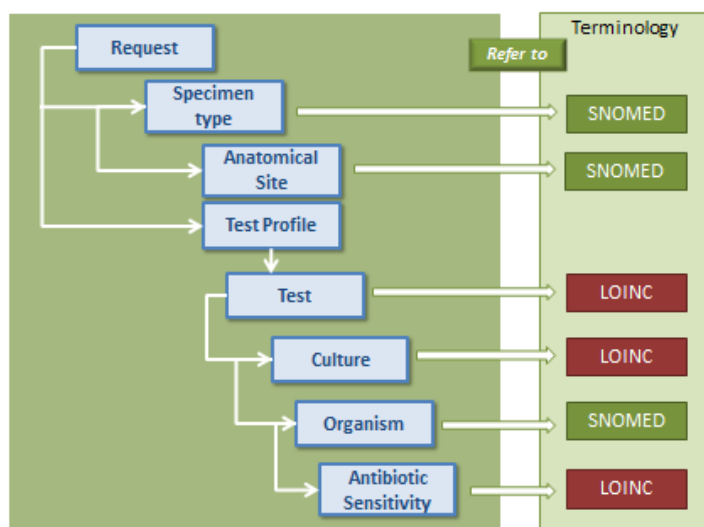 Terminology
Request
Refer to
Specimen
type
SNOMED
Anatomical
Site
SNOMED
Test Profile
Test
LOINC
Culture
LOINC
Organism
SNOMED
Antibiotic
Sensitivity
LOINC